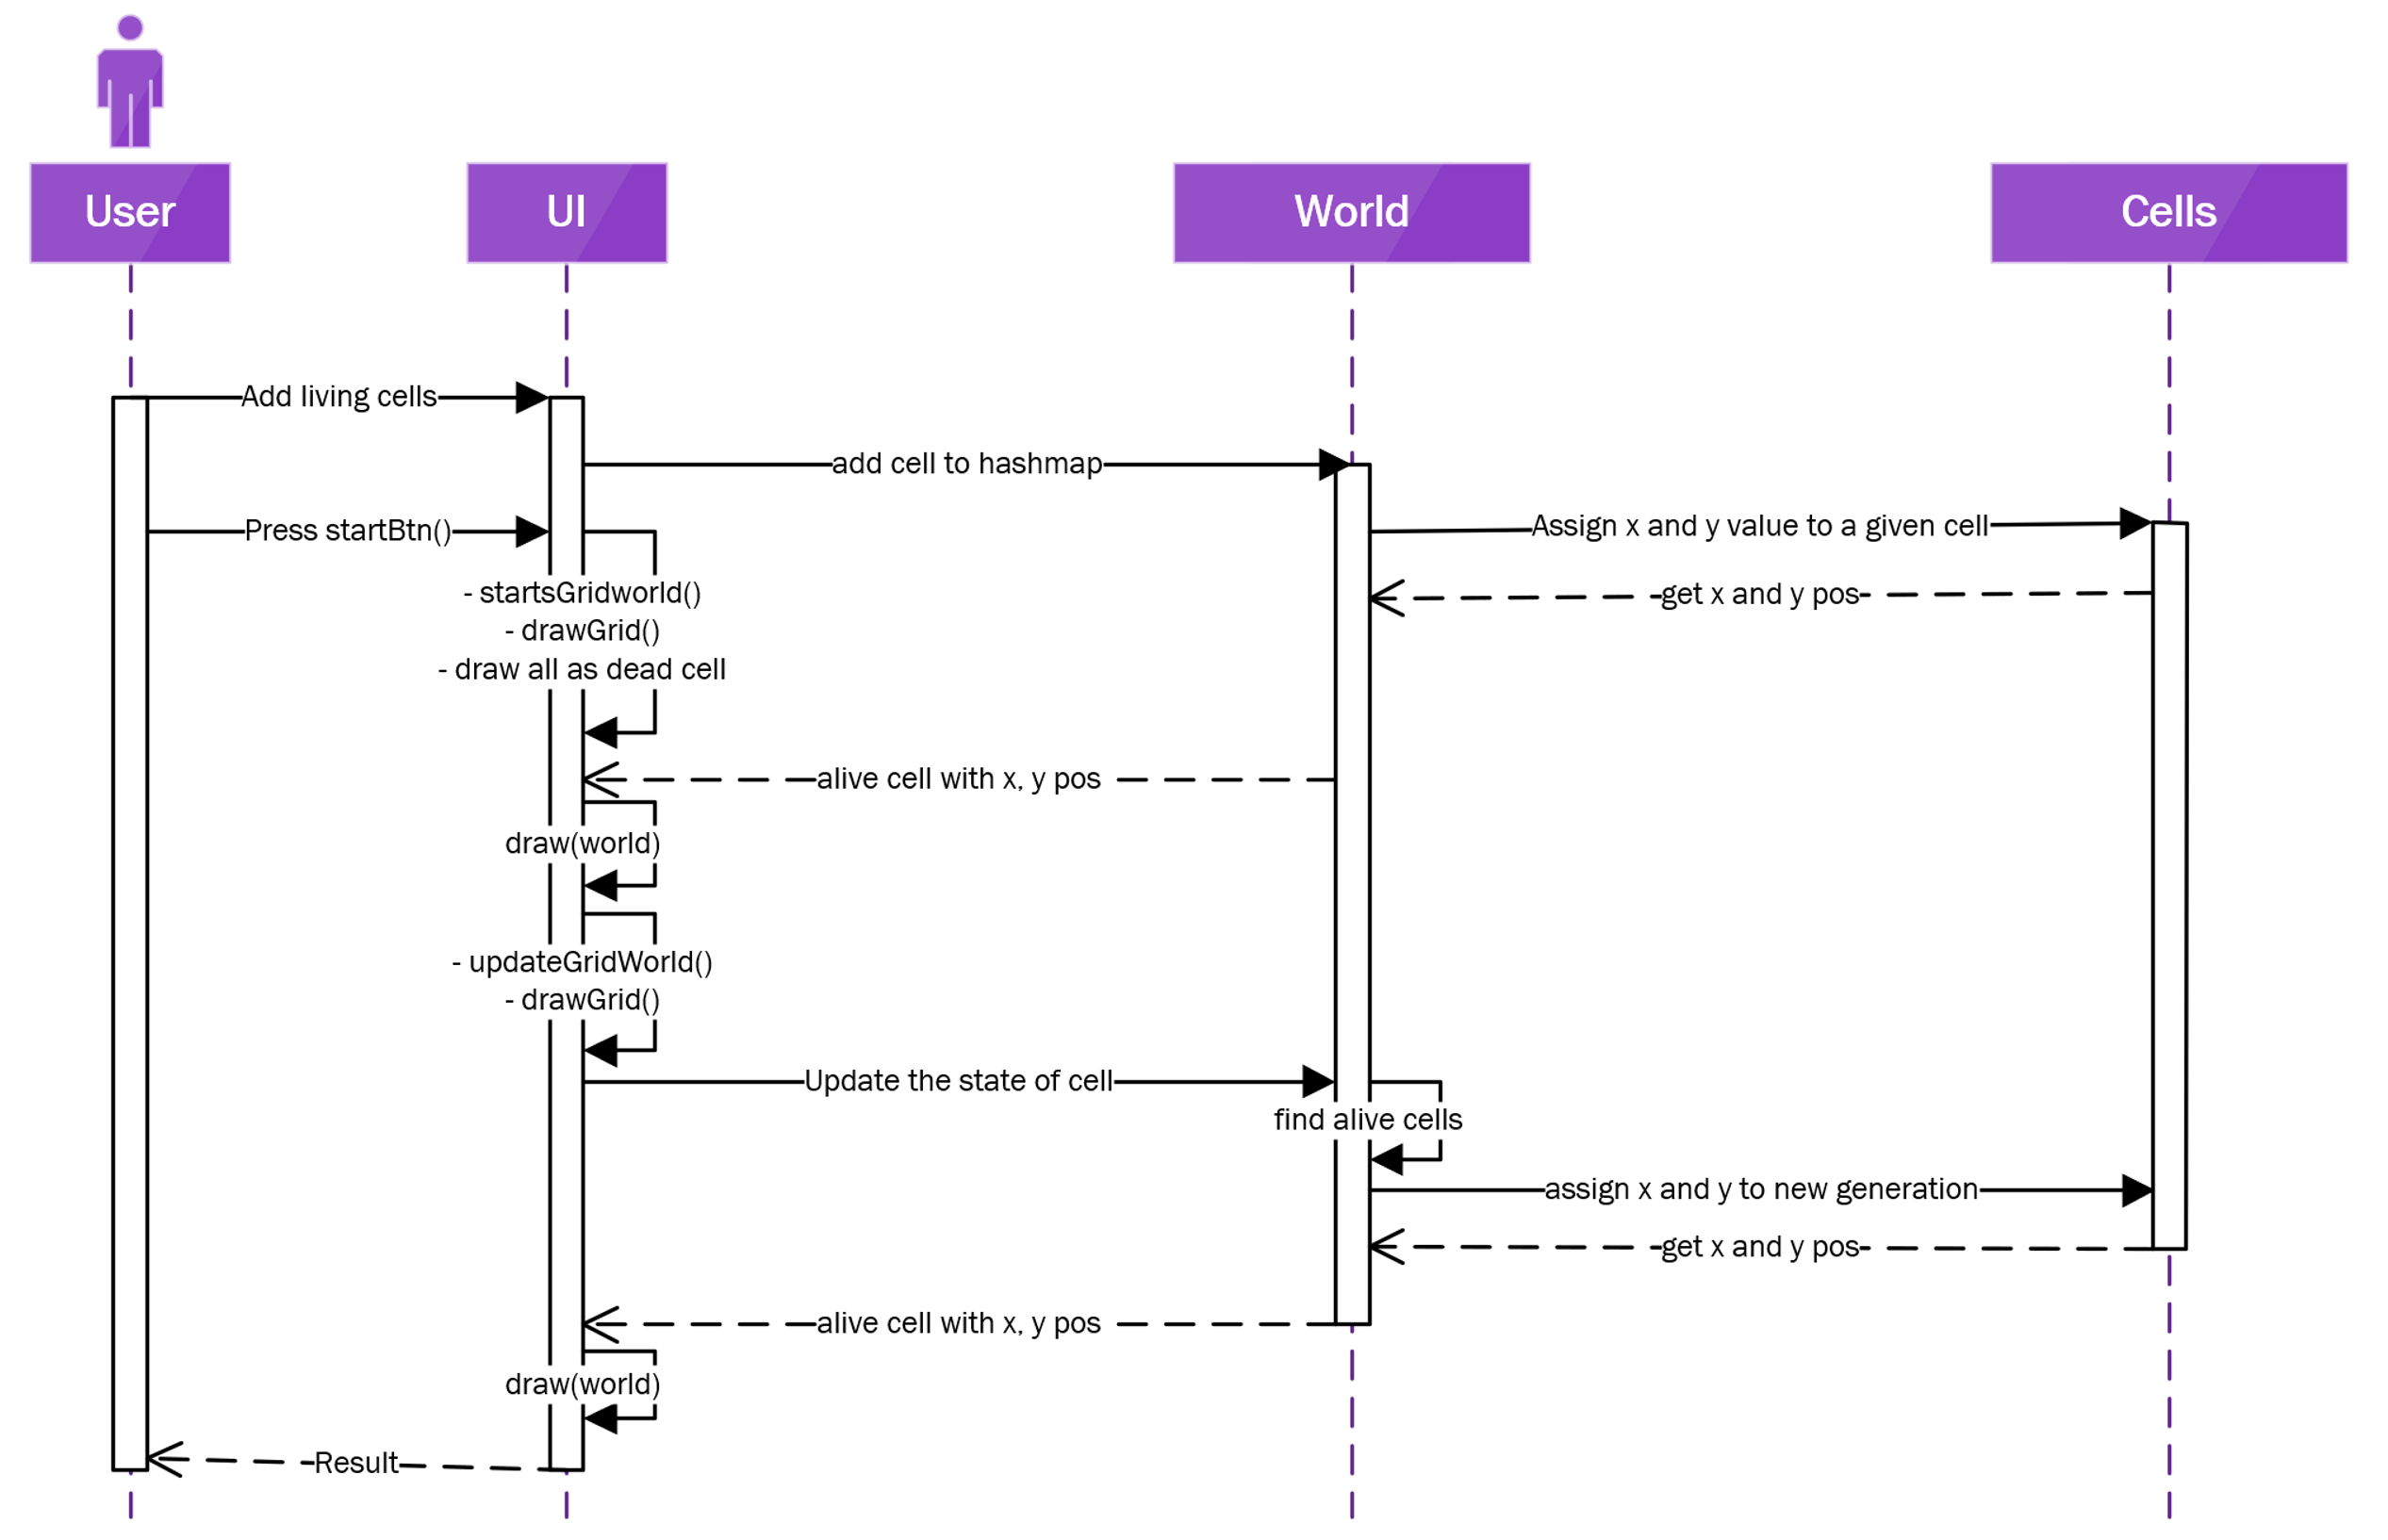 User
UI
World
Cells
Add living cells
add cell to hashmap
Press startBtn()
Assign x and y value to a given cell
- startsGridworld()
- drawGrid()
- draw all as dead cell
get x and y pos
alive cell with x, y pos
draw(world)
- updateGridWorld()
- drawGrid()
Update the state of cell
find alive cells
assign x and y to new generation
get x and y pos
alive cell with x, y pos
draw(world)
Result